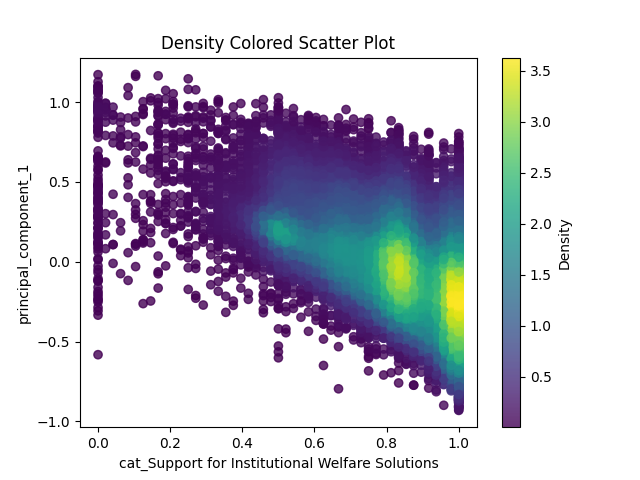 Density Colored Scatter Plot
principal_component_1
1.0
0.5
0.0
−0.5
−1.0
0.0 0.2 0.4 0.6 0.8 1.0
cat_Support for Institutional Welfare Solutions
3.5
3.0
2.5
2.0
1.5
1.0
0.5
Density